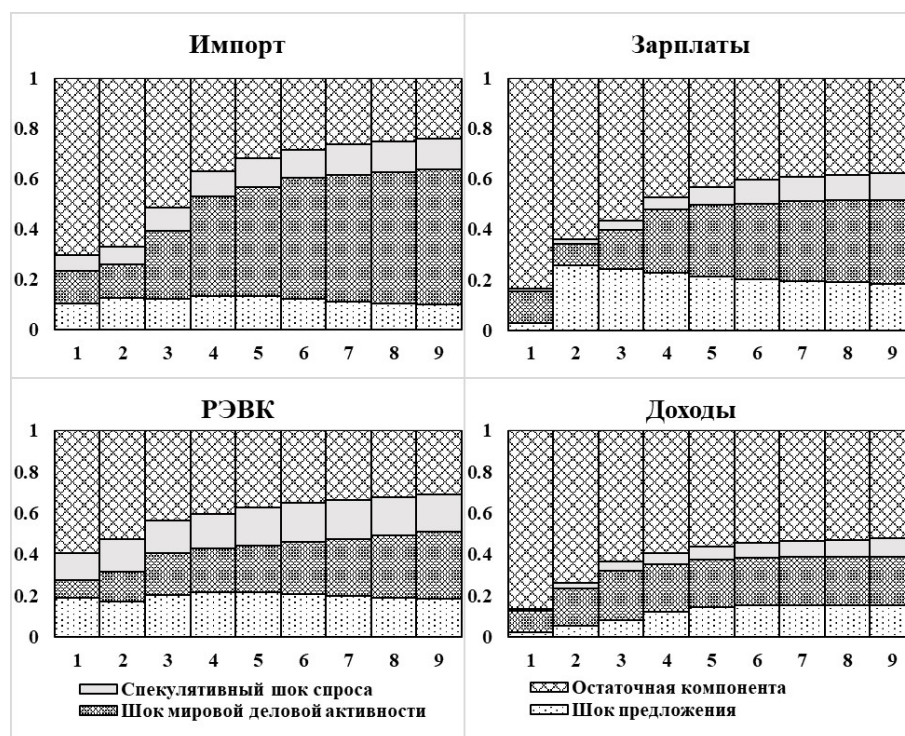 Импорт
1
0.8
0.6
0.4
0.2
0
1 2 3 4 5 6 7 8 9
Зарплаты
1
0.8
0.6
0.4
0.2
0
1 2 3 4 5 6 7 8 9
РЭВК
1
0.8
0.6
0.4
0.2
0
1 2 3 4 5 6 7 8 9
Спекулятивный шок спроса
Шок мировой деловой активности
Доходы
1
0.8
0.6
0.4
0.2
0
1 2 3 4 5 6 7 8 9
Остаточная компонента
Шок предложения